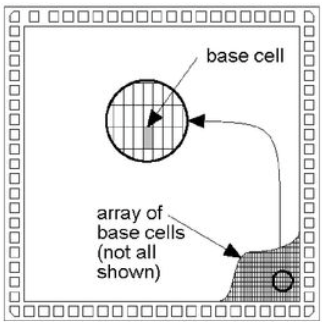 base cell
array of
base cells
(not all
shown)